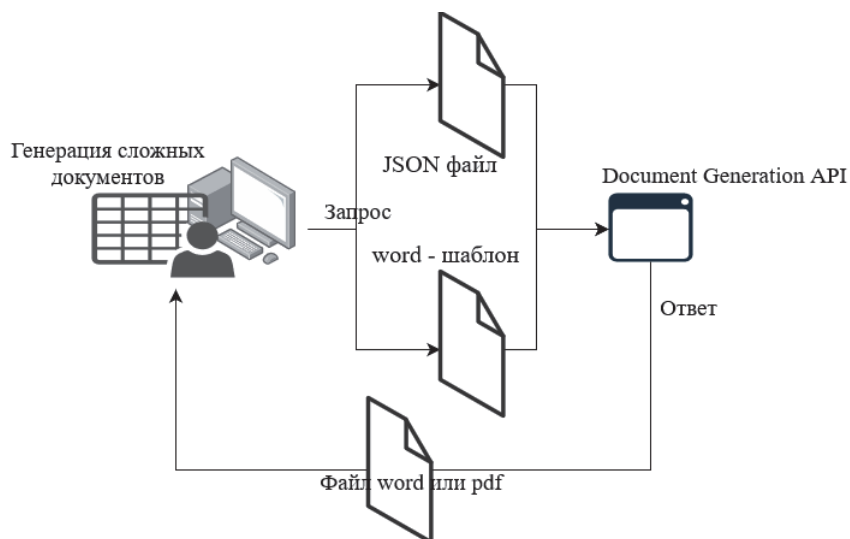 Генерация сложных
документов
Запрос
JSON файл
word - шаблон
Document Generation API
Ответ
Файл word или pdf